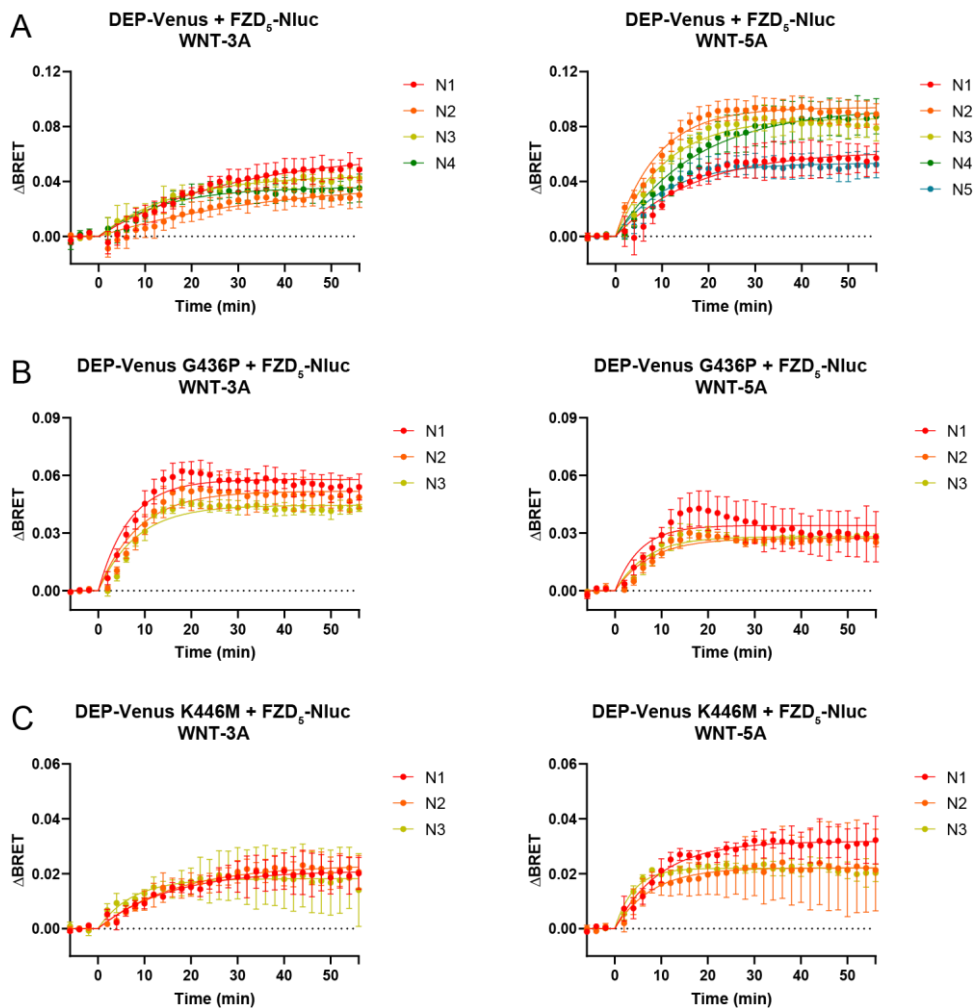 A
DEP-Venus + FZD₅-Nluc
WNT-3A
ΔBRET
0.12
0.08
0.04
0.00
0 10 20 30 40 50
Time (min)
N1
N2
N3
N4
DEP-Venus + FZD₅-Nluc
WNT-5A
ΔBRET
0.12
0.08
0.04
0.00
0 10 20 30 40 50
Time (min)
N1
N2
N3
N4
N5
B
DEP-Venus G436P + FZD₅-Nluc
WNT-3A
ΔBRET
0.09
0.06
0.03
0.00
0 10 20 30 40 50
Time (min)
N1
N2
N3
DEP-Venus G436P + FZD₅-Nluc
WNT-5A
ΔBRET
0.09
0.06
0.03
0.00
0 10 20 30 40 50
Time (min)
N1
N2
N3
C
DEP-Venus K446M + FZD₅-Nluc
WNT-3A
ΔBRET
0.06
0.04
0.02
0.00
0 10 20 30 40 50
Time (min)
N1
N2
N3
DEP-Venus K446M + FZD₅-Nluc
WNT-5A
ΔBRET
0.06
0.04
0.02
0.00
0 10 20 30 40 50
Time (min)
N1
N2
N3